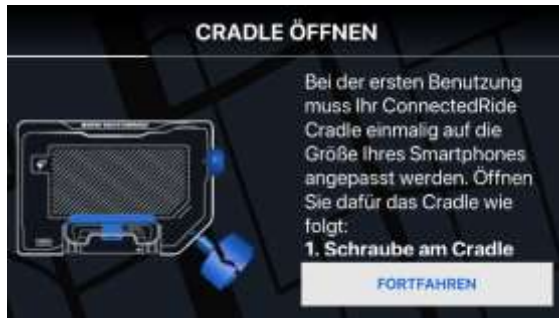 CRADLE ÖFFNEN
Bei der ersten Benutzung
muss Ihr ConnectedRide
Cradle einmalig auf die
Größe Ihres Smartphones
angepasst werden. Öffnen
Sie dafür das Cradle wie
folgt:
1. Schraube am Cradle
FORTFAHREN